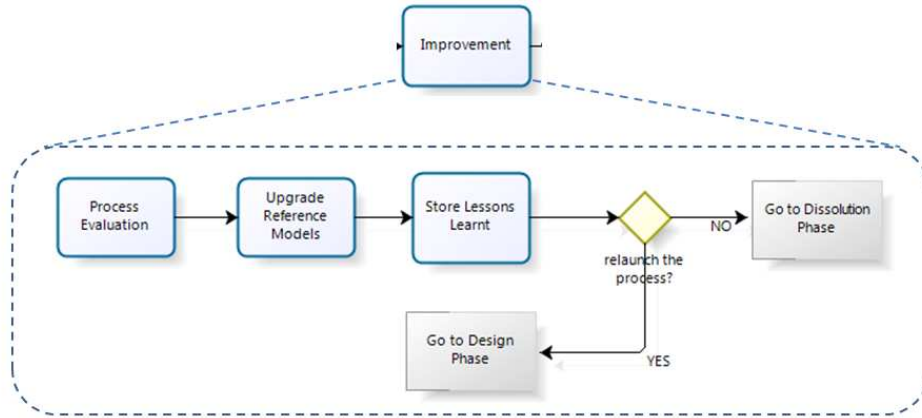 Improvement
Process
Evaluation
Upgrade
Reference
Models
Store Lessons
Learnt
NO
Go to Dissolution
Phase
relaunch the
process?
Go to Design
Phase
YES